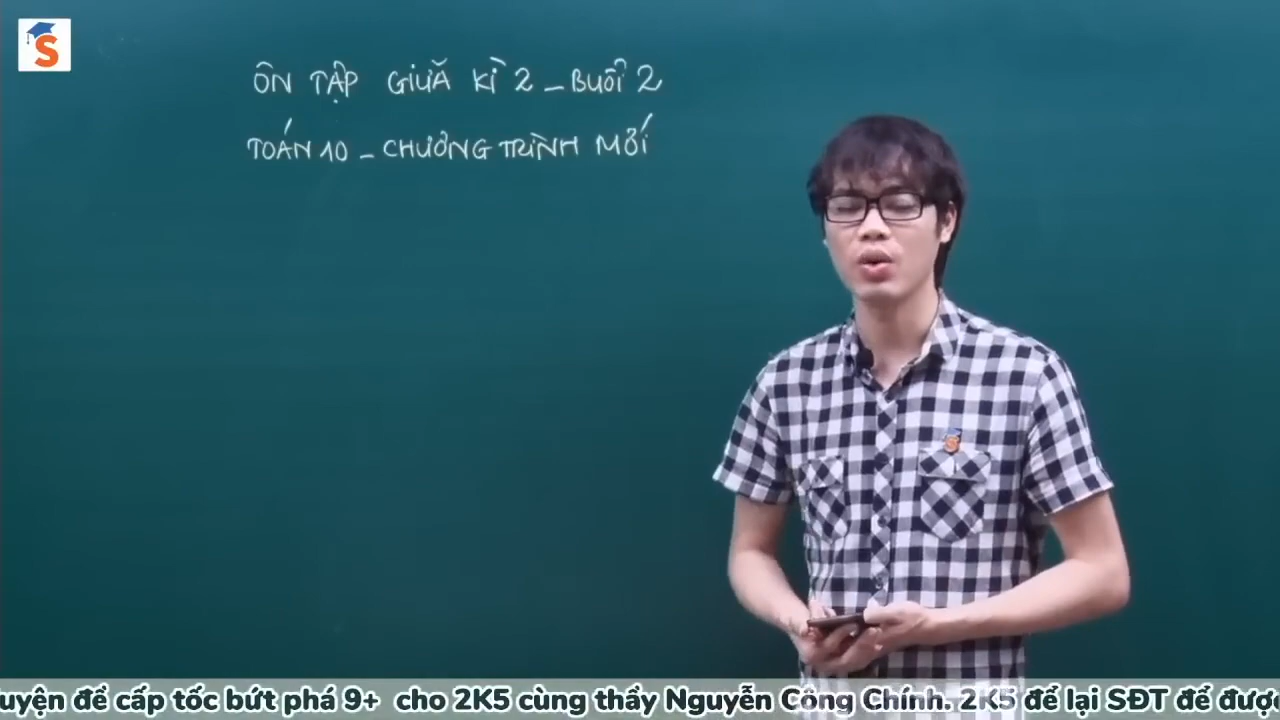 ÔN TẬP GIỮA KÌ 2 - BUỔI 2
TOÁN 10 - CHƯƠNG TRÌNH MỚI
uyện đề cấp tốc bứt phá 9+ cho 2K5 cùng thầy Nguyễn Công Chính. 2K5 để lại SĐT để được